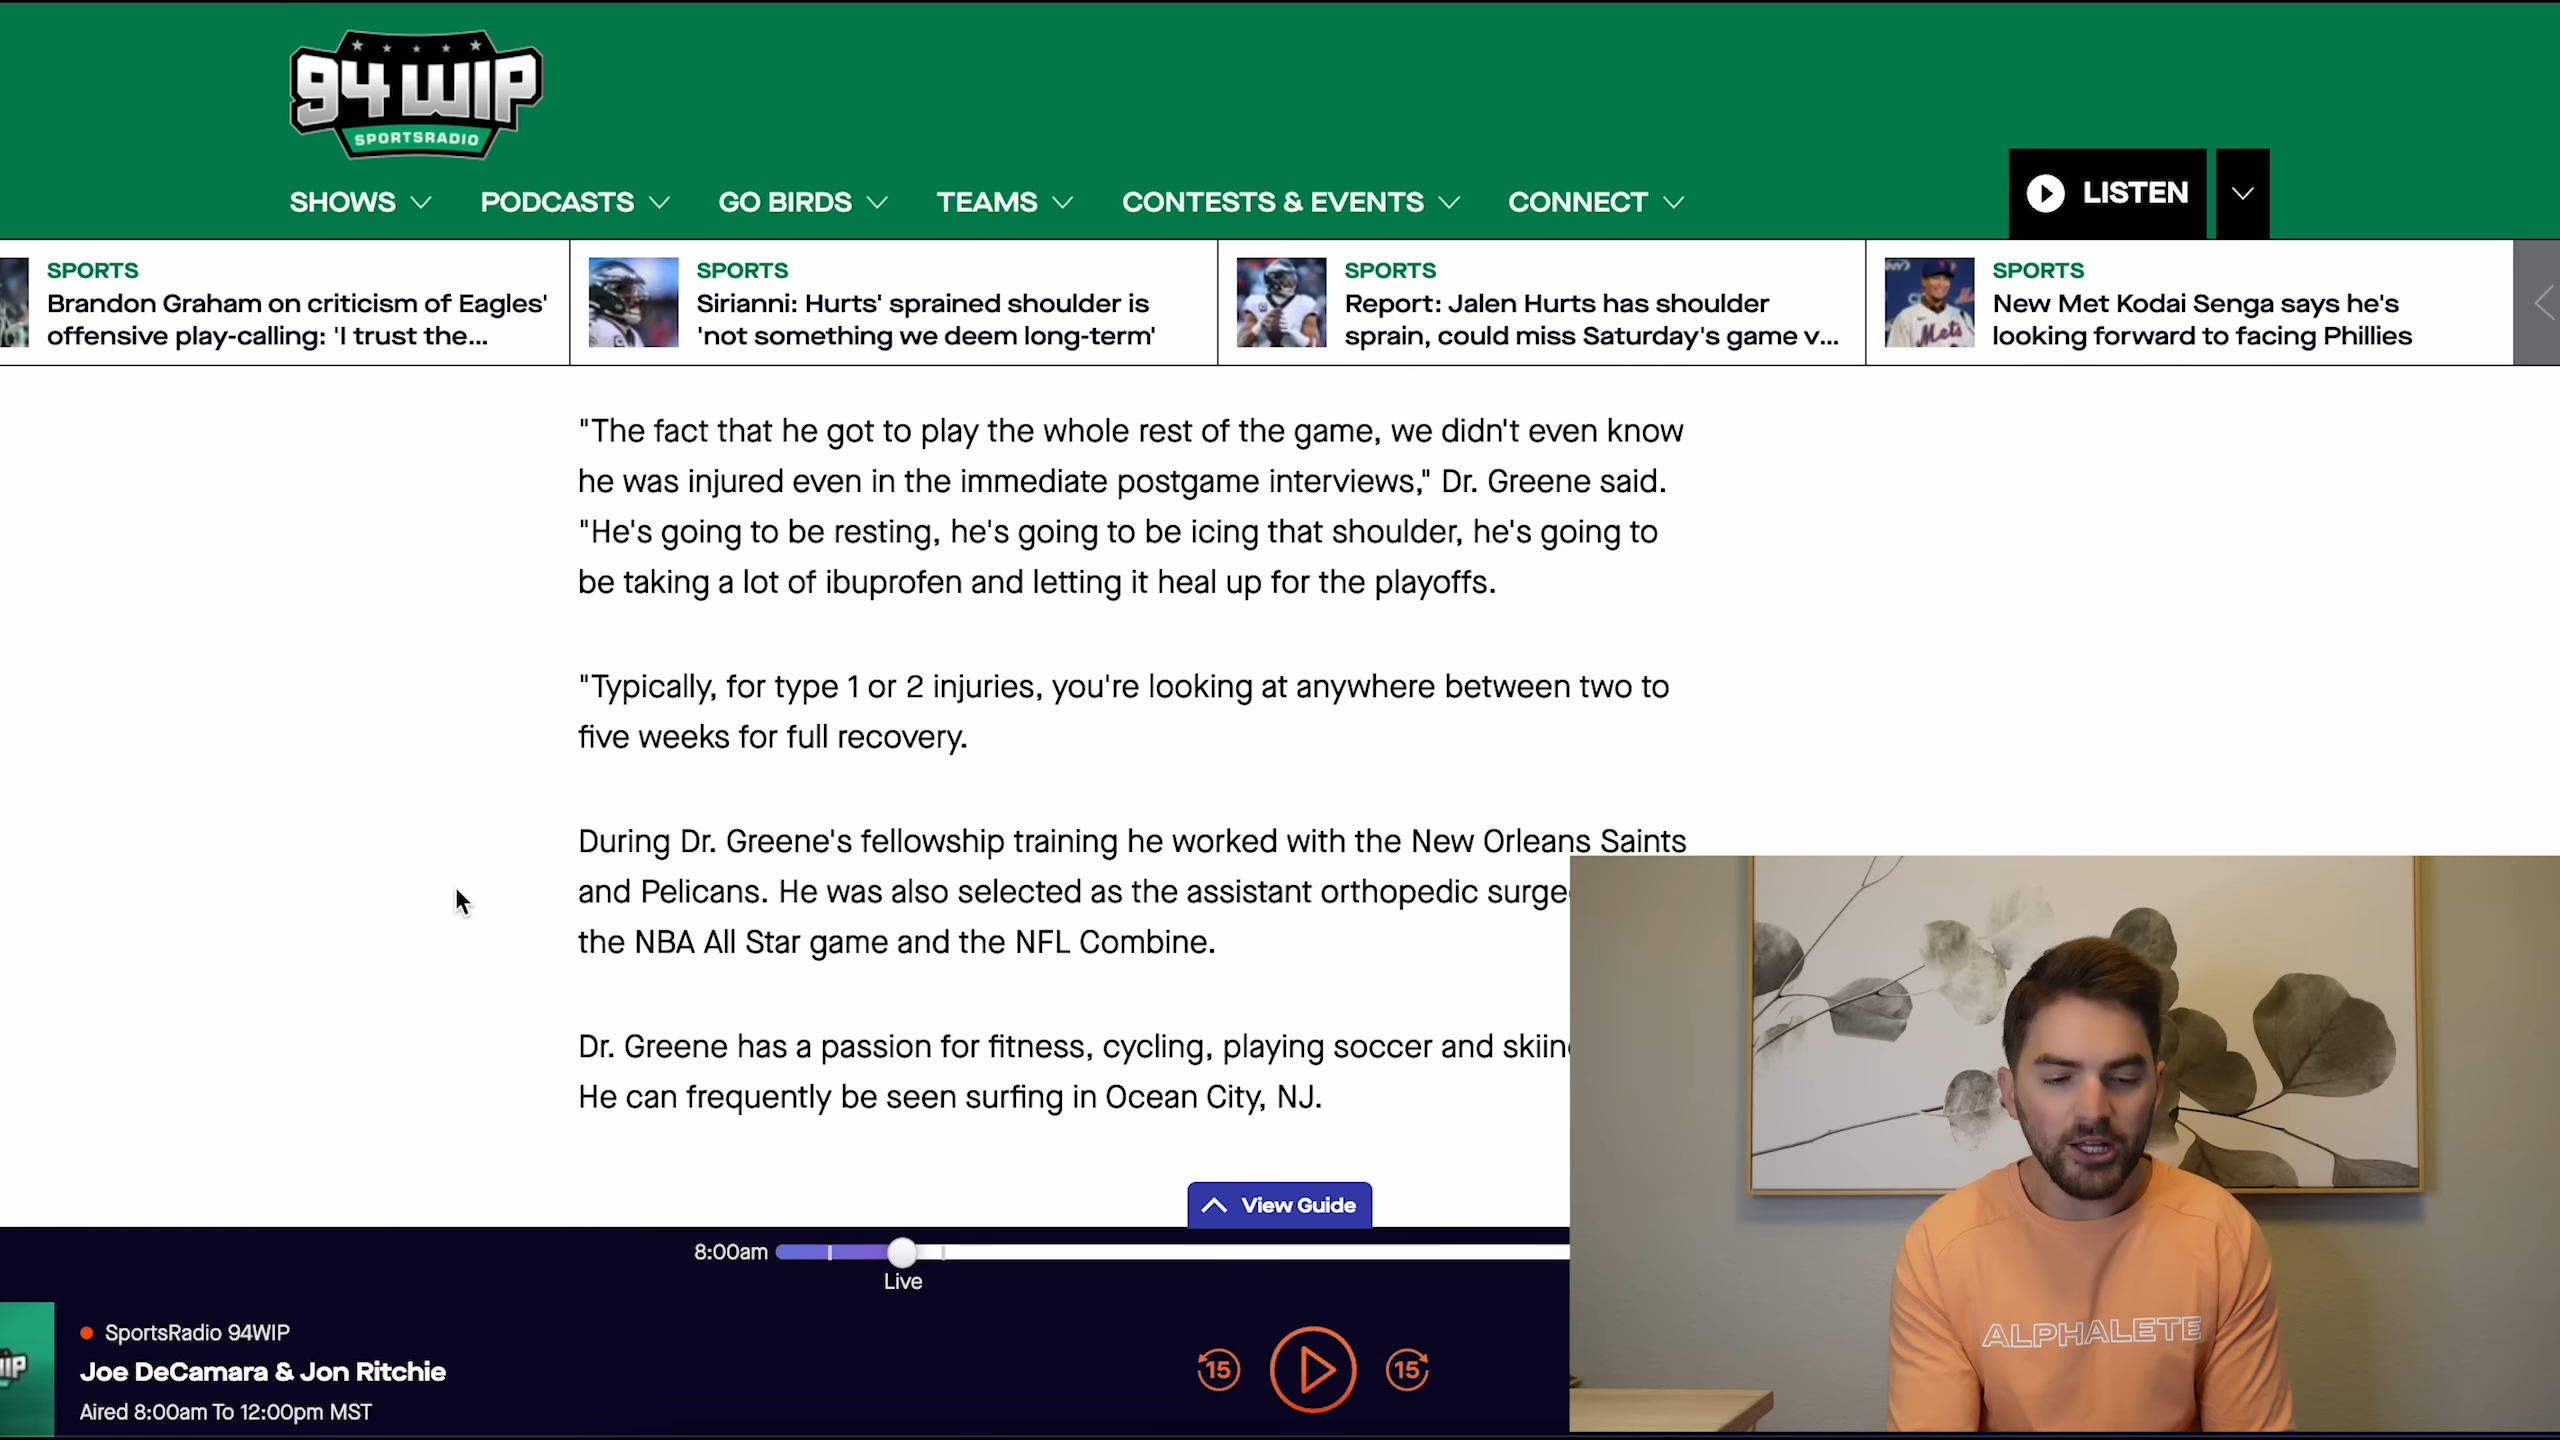 94 WIP
SPORTSRADIO
SHOWS PODCASTS GO BIRDS TEAMS CONTESTS & EVENTS CONNECT
LISTEN
SPORTS
Brandon Graham on criticism of Eagles'
offensive play-calling: 'I trust the...
SPORTS
Sirianni: Hurts' sprained shoulder is
'not something we deem long-term'
SPORTS
Report: Jalen Hurts has shoulder
sprain, could miss Saturday's game v...
SPORTS
New Met Kodai Senga says he's
looking forward to facing Phillies
Mets
"The fact that he got to play the whole rest of the game, we didn't even know
he was injured even in the immediate postgame interviews," Dr. Greene said.
"He's going to be resting, he's going to be icing that shoulder, he's going to
be taking a lot of ibuprofen and letting it heal up for the playoffs.
"Typically, for type 1 or 2 injuries, you're looking at anywhere between two to
five weeks for full recovery.
During Dr. Greene's fellowship training he worked with the New Orleans Saints
and Pelicans. He was also selected as the assistant orthopedic surge
the NBA All Star game and the NFL Combine.
Dr. Greene has a passion for fitness, cycling, playing soccer and skiin
He can frequently be seen surfing in Ocean City, NJ.
View Guide
8:00am
Live
SportsRadio 94WIP
Joe DeCamara & Jon Ritchie
Aired 8:00am To 12:00pm MST
15 15
ALPHALETE